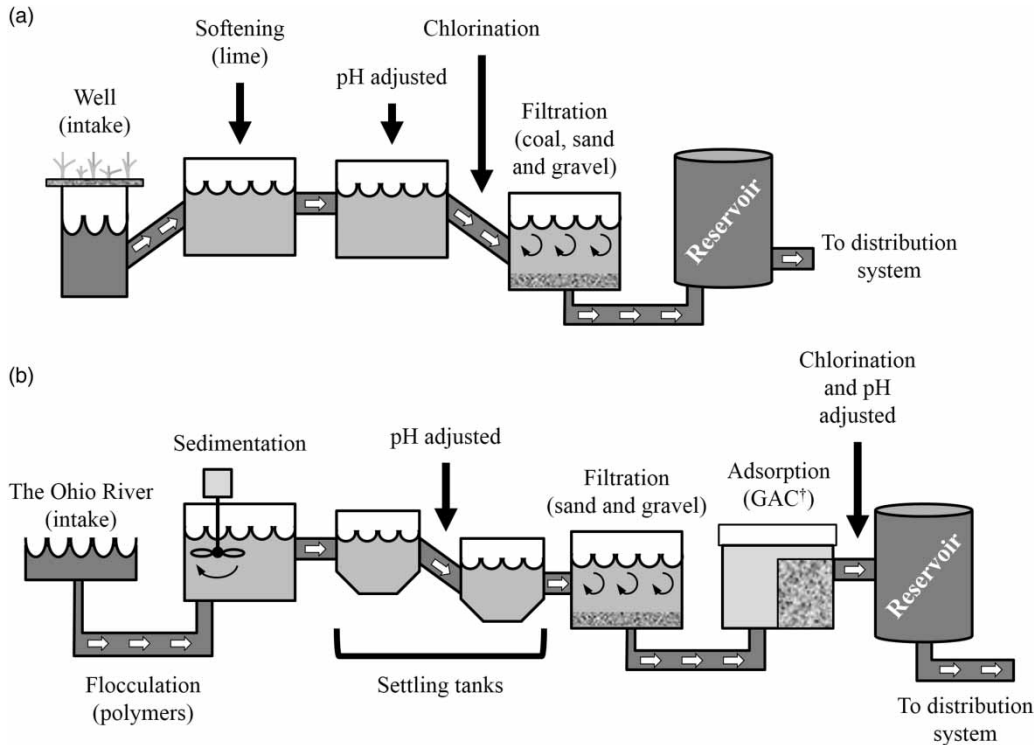 (a)
Softening
(lime)
Chlorination
pH adjusted
Well
(intake)
Filtration
(coal, sand
and gravel)
Reservoir
To distribution
system
(b)
Chlorination
and pH
adjusted
Sedimentation
pH adjusted
The Ohio River
(intake)
Filtration
(sand and gravel)
Adsorption
(GAC†)
Reservoir
Flocculation
(polymers)
Settling tanks
To distribution
system